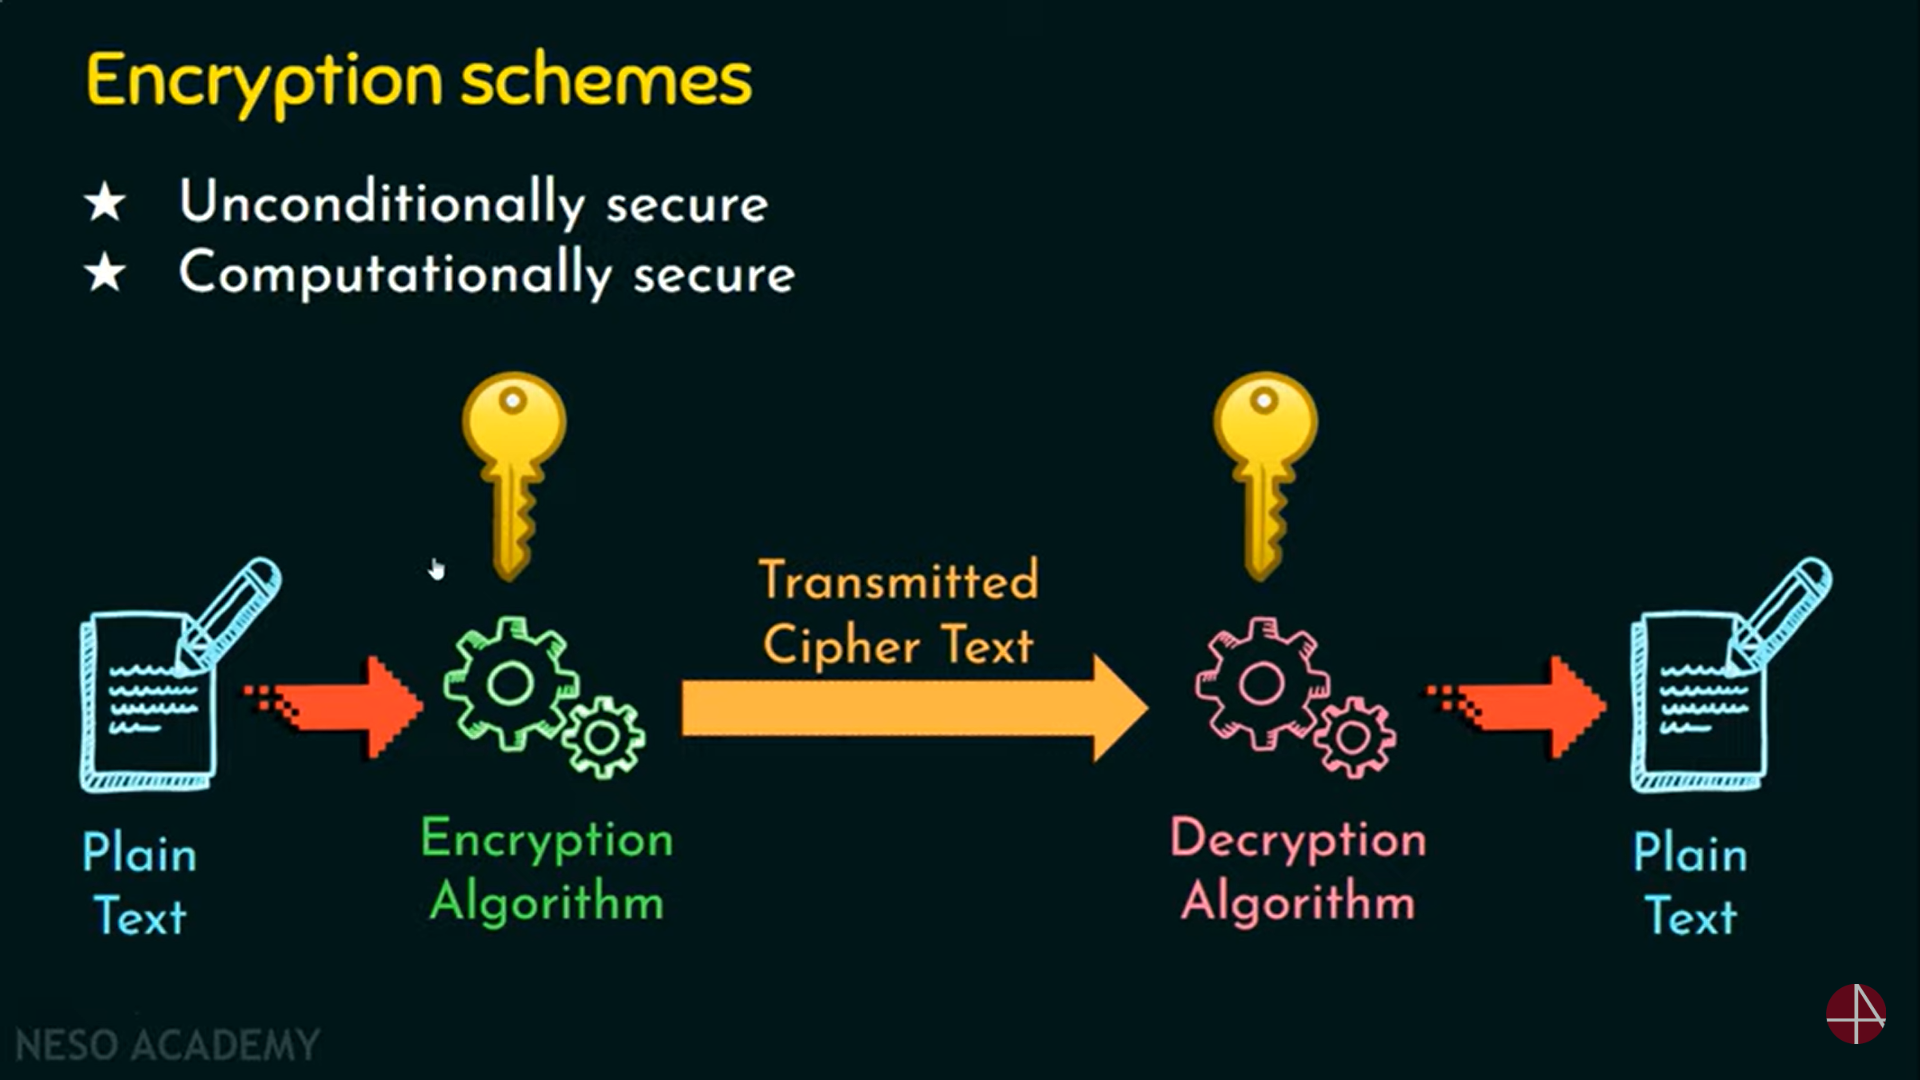 Encryption schemes
★ Unconditionally secure
★ Computationally secure
Transmitted
Cipher Text
Plain
Text
Encryption
Algorithm
Decryption
Algorithm
Plain
Text
NESO ACADEMY